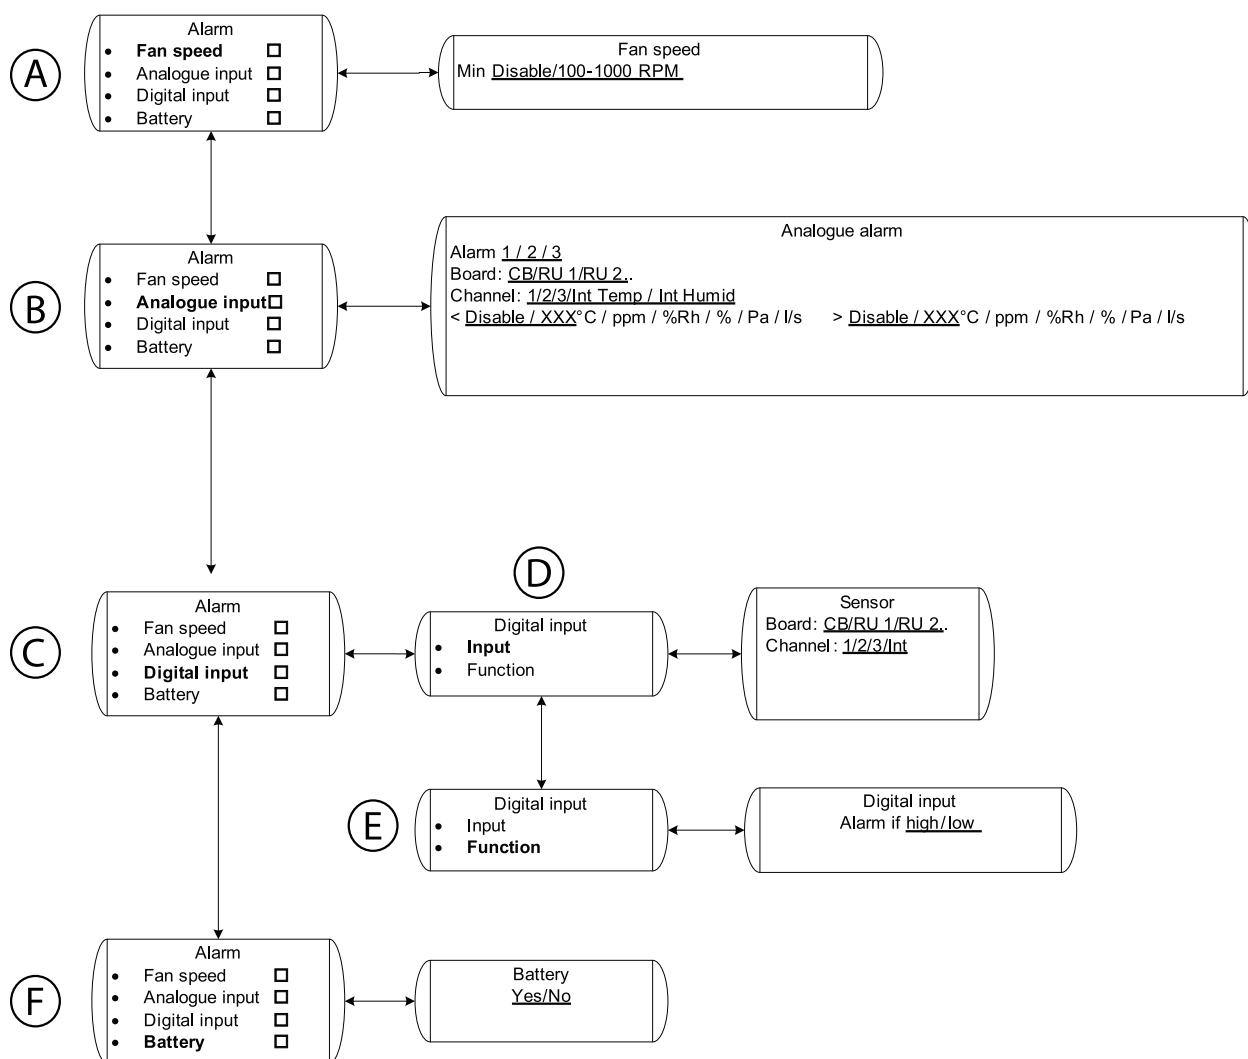 A
Alarm
• Fan speed ☐
• Analogue input ☐
• Digital input ☐
• Battery ☐
Fan speed
Min Disable/100-1000 RPM
B
Alarm
• Fan speed ☐
• Analogue input ☐
• Digital input ☐
• Battery ☐
Analogue alarm
Alarm 1 / 2 / 3
Board: CB/RU 1/RU 2..
Channel: 1/2/3/Int Temp / Int Humid
< Disable / XXX°C / ppm / %Rh / % / Pa / l/s > Disable / XXX°C / ppm / %Rh / % / Pa / l/s
C
Alarm
• Fan speed ☐
• Analogue input ☐
• Digital input ☐
• Battery ☐
D
Digital input
• Input
• Function
Sensor
Board: CB/RU 1/RU 2..
Channel: 1/2/3/Int
E
Digital input
• Input
• Function
Digital input
Alarm if high/low
F
Alarm
• Fan speed ☐
• Analogue input ☐
• Digital input ☐
• Battery ☐
Battery
Yes/No